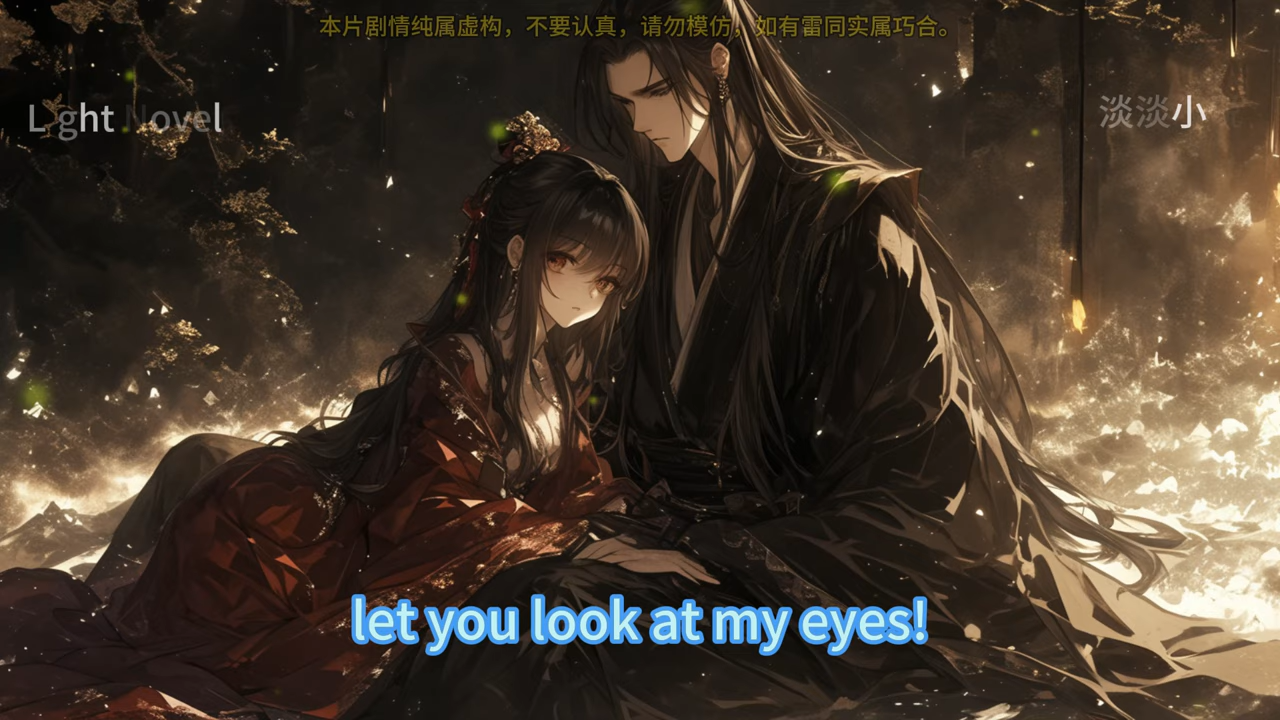 本片剧情纯属虚构，不要认真，请勿模仿，如有雷同实属巧合。
Light Novel
淡淡小
let you look at my eyes!